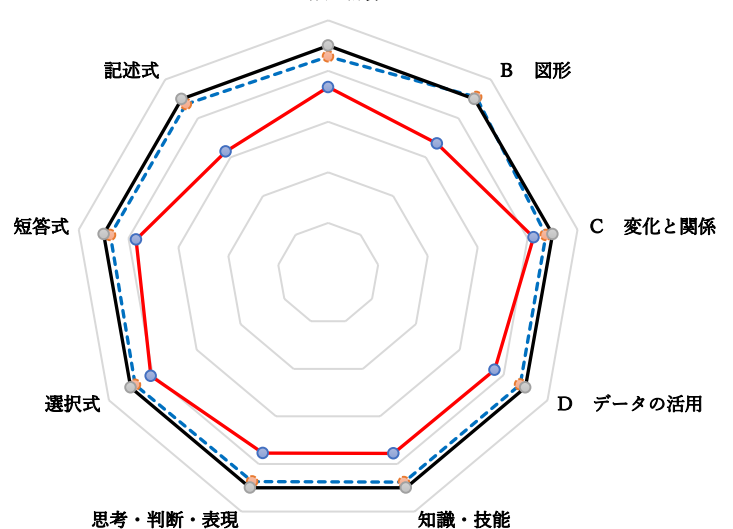 記述式
B　図形
短答式
C　変化と関係
選択式
D　データの活用
思考・判断・表現
知識・技能